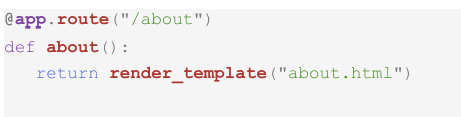 @app.route("/about")
def about():
   return render_template("about.html")